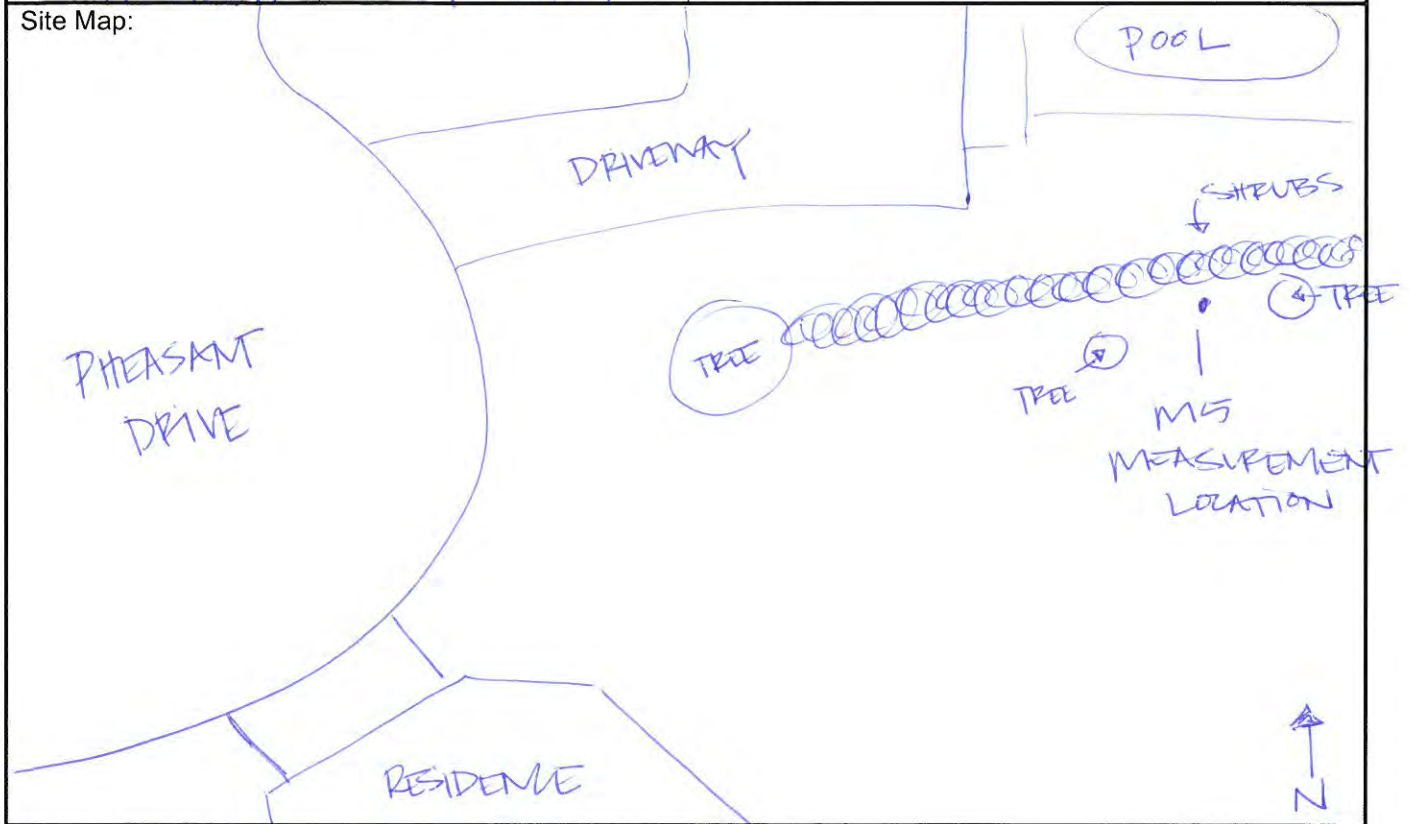 Site Map:
POOL
DRIVEWAY
SHRUBS
TREE
TREE
TREE
PHEASANT
DRIVE
M5
MEASUREMENT
LOCATION
RESIDENCE
N